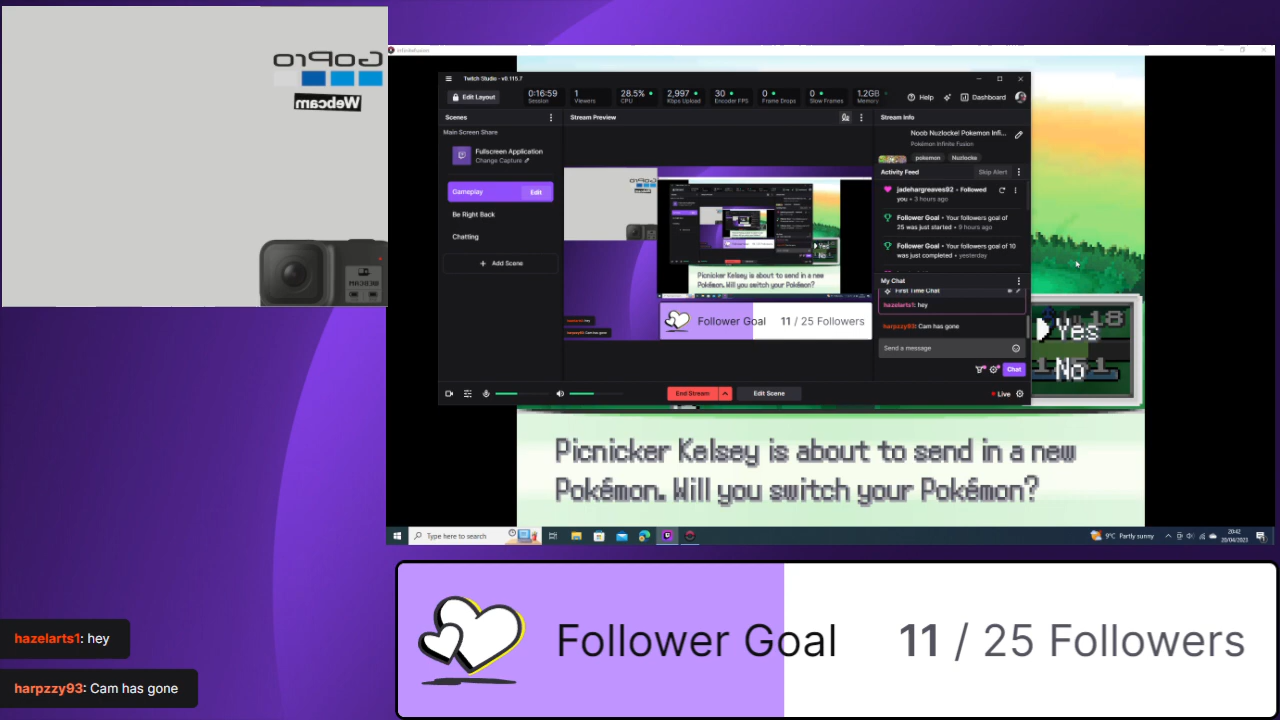 GoPro
Webcam
InfiniteFusion
Twitch Studio - v0.115.7
Edit Layout
0:16:59
Session
1
Viewers
28.5%
CPU
2,997
Kbps Upload
30
Encoder FPS
0
Frame Drops
0
Slow Frames
1.2GB
Memory
Help
Dashboard
Scenes
Main Screen Share
Fullscreen Application
Change Capture
Gameplay
Edit
Be Right Back
Chatting
Add Scene
Stream Preview
Picnicker Kelsey is about to send in a new
Pokémon. Will you switch your Pokémon?
Follower Goal
11 / 25 Followers
Stream Info
Noob Nuzlocke! Pokemon Infi...
Pokémon Infinite Fusion
pokemon
Nuzlocke
Activity Feed
Skip Alert
jadehargreaves92 • Followed
you • 3 hours ago
Follower Goal • Your followers goal of
25 was just started • 9 hours ago
Follower Goal • Your followers goal of 10
was just completed • yesterday
My Chat
First Time Chat
hazelarts1: hey
harpzzy93: Cam has gone
Send a message
Chat
End Stream
Edit Scene
Live
Yes
No
Picnicker Kelsey is about to send in a new
Pokémon. Will you switch your Pokémon?
Type here to search
9°C Partly sunny
20:42
20/04/2023
hazelarts1: hey
harpzzy93: Cam has gone
Follower Goal
11 / 25 Followers